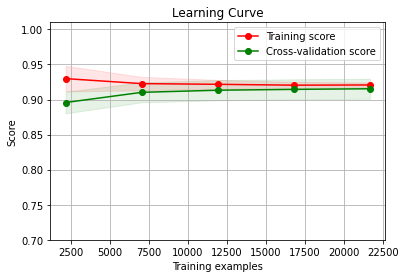 Learning Curve
Training score
Cross-validation score
1.00
0.95
0.90
0.85
0.80
0.75
0.70
Score
2500 5000 7500 10000 12500 15000 17500 20000 22500
Training examples